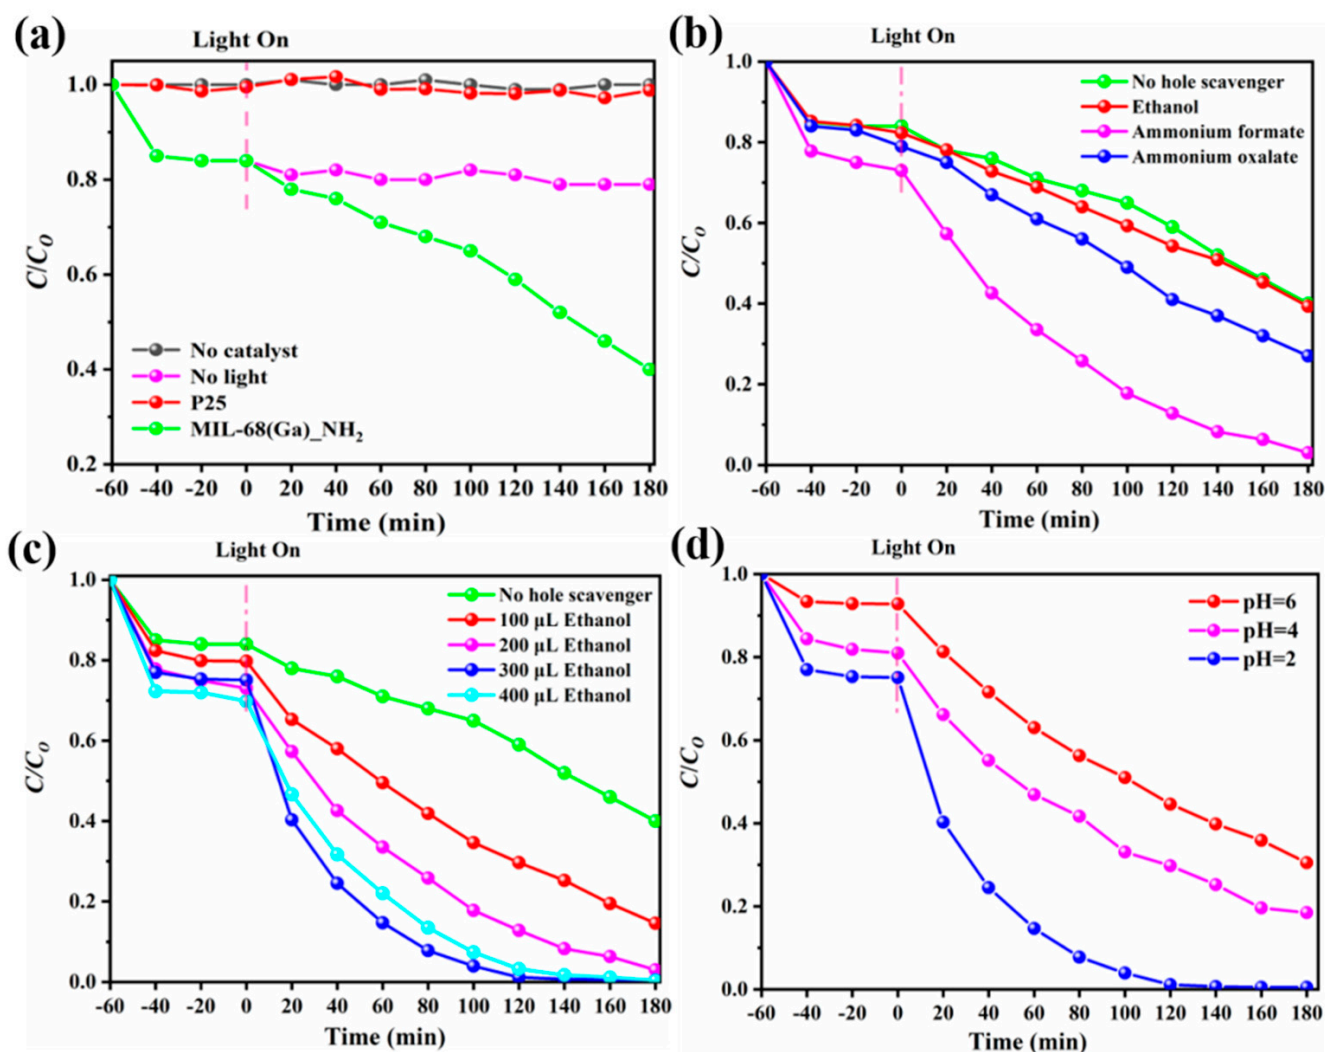 (a)
Light On
C/C₀
1.0
0.8
0.6
0.4
0.2
No catalyst
No light
P25
MIL-68(Ga)_NH₂
-60 -40 -20 0 20 40 60 80 100 120 140 160 180
Time (min)
(b)
Light On
C/C₀
1.0
0.8
0.6
0.4
0.2
0.0
No hole scavenger
Ethanol
Ammonium formate
Ammonium oxalate
-60 -40 -20 0 20 40 60 80 100 120 140 160 180
Time (min)
(c)
Light On
C/C₀
1.0
0.8
0.6
0.4
0.2
0.0
No hole scavenger
100 μL Ethanol
200 μL Ethanol
300 μL Ethanol
400 μL Ethanol
-60 -40 -20 0 20 40 60 80 100 120 140 160 180
Time (min)
(d)
Light On
C/C₀
1.0
0.8
0.6
0.4
0.2
0.0
pH=6
pH=4
pH=2
-60 -40 -20 0 20 40 60 80 100 120 140 160 180
Time (min)